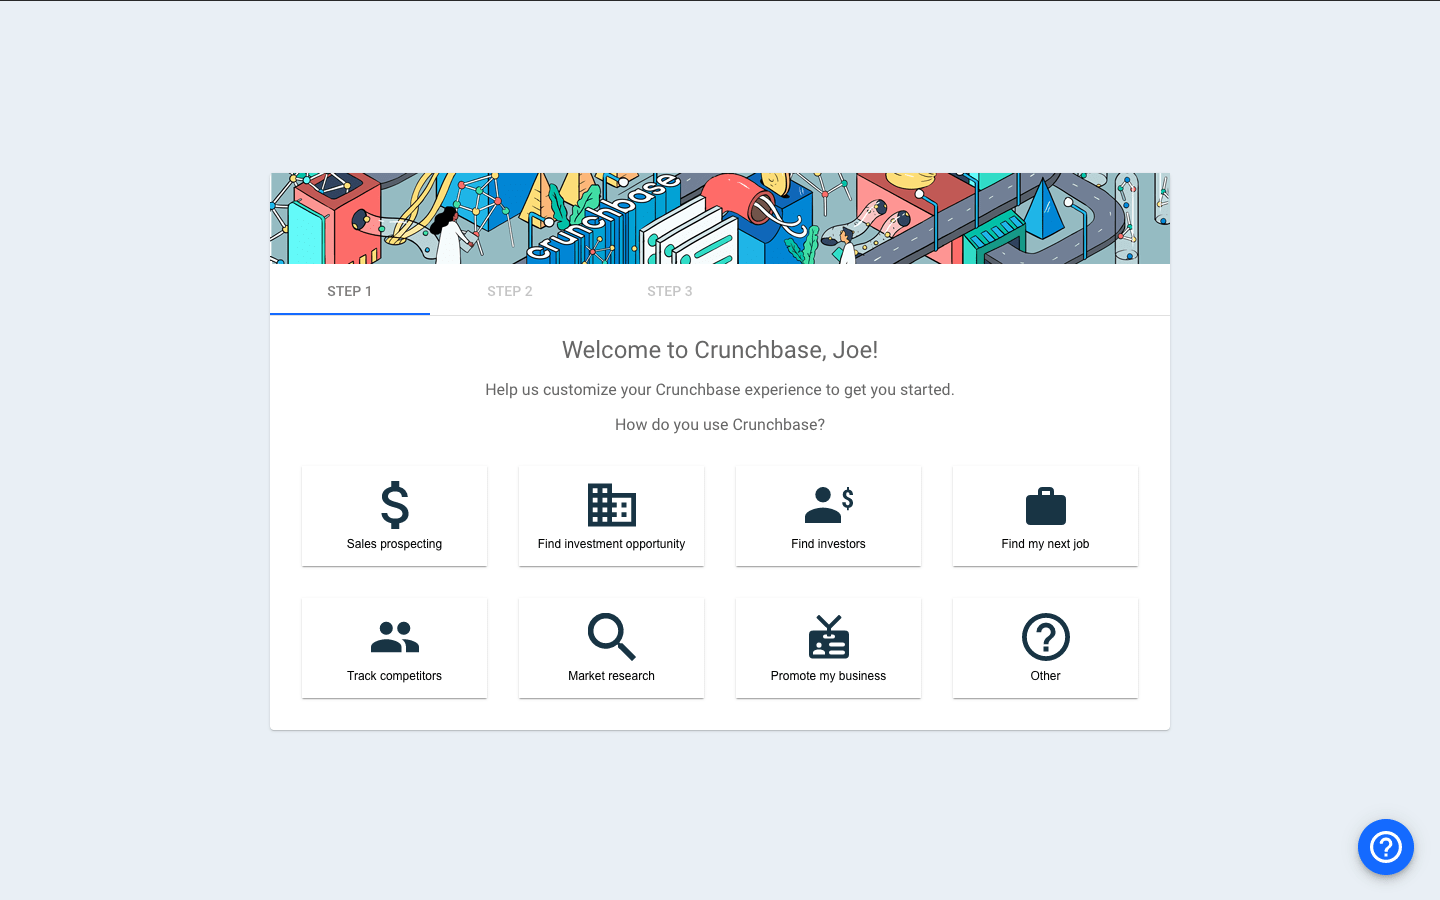 crunchbase
STEP 1
STEP 2
STEP 3
Welcome to Crunchbase, Joe!
Help us customize your Crunchbase experience to get you started.
How do you use Crunchbase?
Sales prospecting
Find investment opportunity
Find investors
Find my next job
Track competitors
Market research
Promote my business
Other